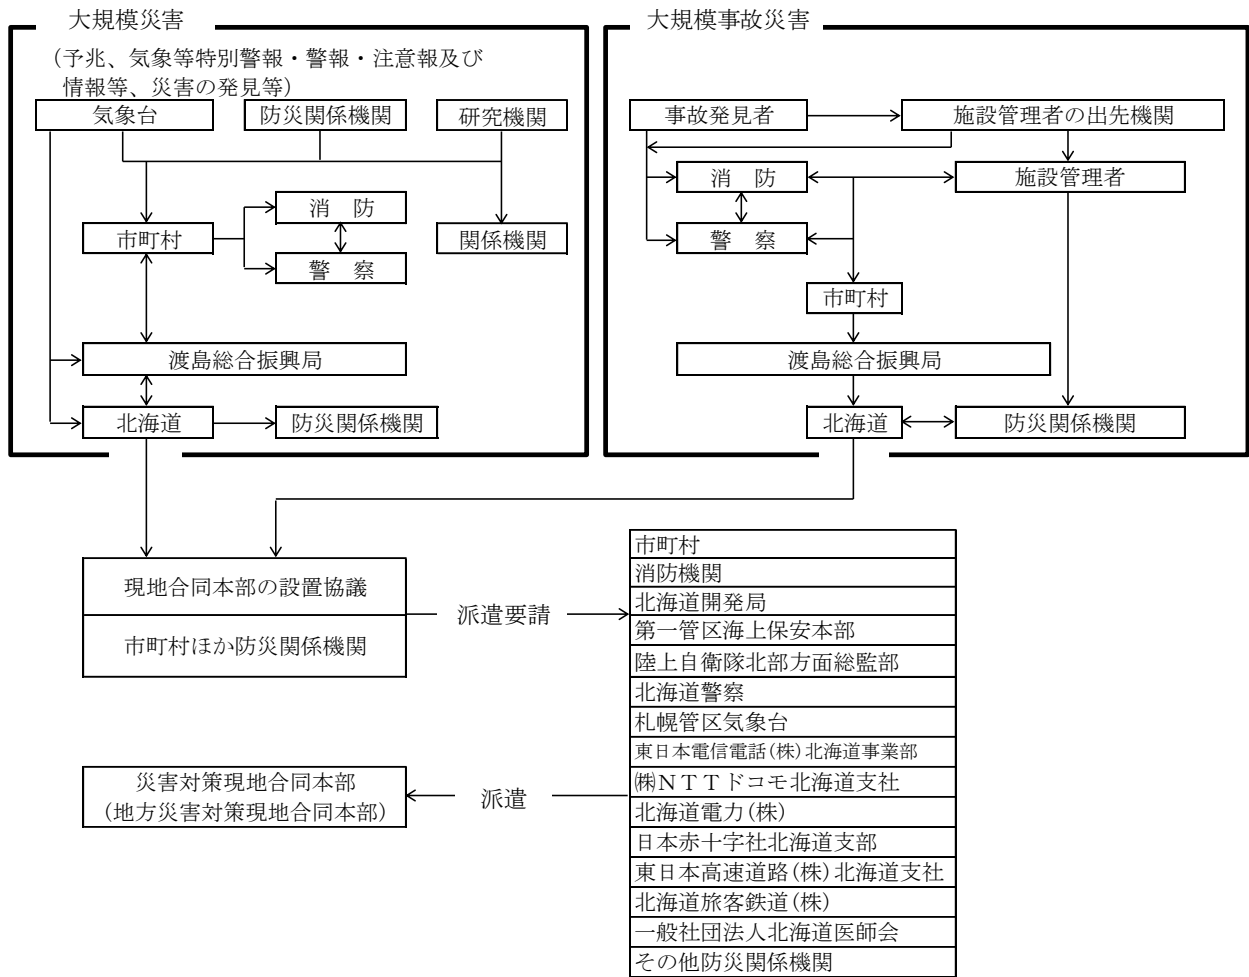 大規模災害
(予兆、気象等特別警報・警報・注意報及び
情報等、災害の発見等)
気象台
防災関係機関
研究機関
消　防
市町村
関係機関
警　察
渡島総合振興局
北海道
防災関係機関
大規模事故災害
事故発見者
施設管理者の出先機関
消　防
施設管理者
警　察
市町村
渡島総合振興局
北海道
防災関係機関
現地合同本部の設置協議
市町村ほか防災関係機関
派遣要請
市町村
消防機関
北海道開発局
第一管区海上保安本部
陸上自衛隊北部方面総監部
北海道警察
札幌管区気象台
東日本電信電話(株)北海道事業部
㈱ＮＴＴドコモ北海道支社
北海道電力(株)
日本赤十字社北海道支部
東日本高速道路(株)北海道支社
北海道旅客鉄道(株)
一般社団法人北海道医師会
その他防災関係機関
派遣
災害対策現地合同本部
(地方災害対策現地合同本部)